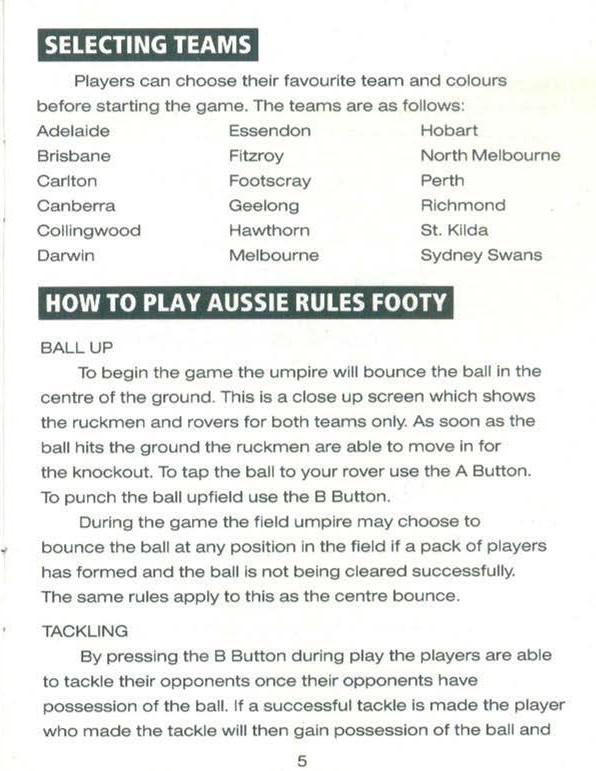 SELECTING TEAMS
Players can choose their favourite team and colours
before starting the game. The teams are as follows:
Adelaide Essendon Hobart
Brisbane Fitzroy North Melbourne
Carlton Footscray Perth
Canberra Geelong Richmond
Collingwood Hawthorn St. Kilda
Darwin Melbourne Sydney Swans
HOW TO PLAY AUSSIE RULES FOOTY
BALL UP
To begin the game the umpire will bounce the ball in the
centre of the ground. This is a close up screen which shows
the ruckmen and rovers for both teams only. As soon as the
ball hits the ground the ruckmen are able to move in for
the knockout. To tap the ball to your rover use the A Button.
To punch the ball upfield use the B Button.
During the game the field umpire may choose to
bounce the ball at any position in the field if a pack of players
has formed and the ball is not being cleared successfully.
The same rules apply to this as the centre bounce.
TACKLING
By pressing the B Button during play the players are able
to tackle their opponents once their opponents have
possession of the ball. If a successful tackle is made the player
who made the tackle will then gain possession of the ball and
5